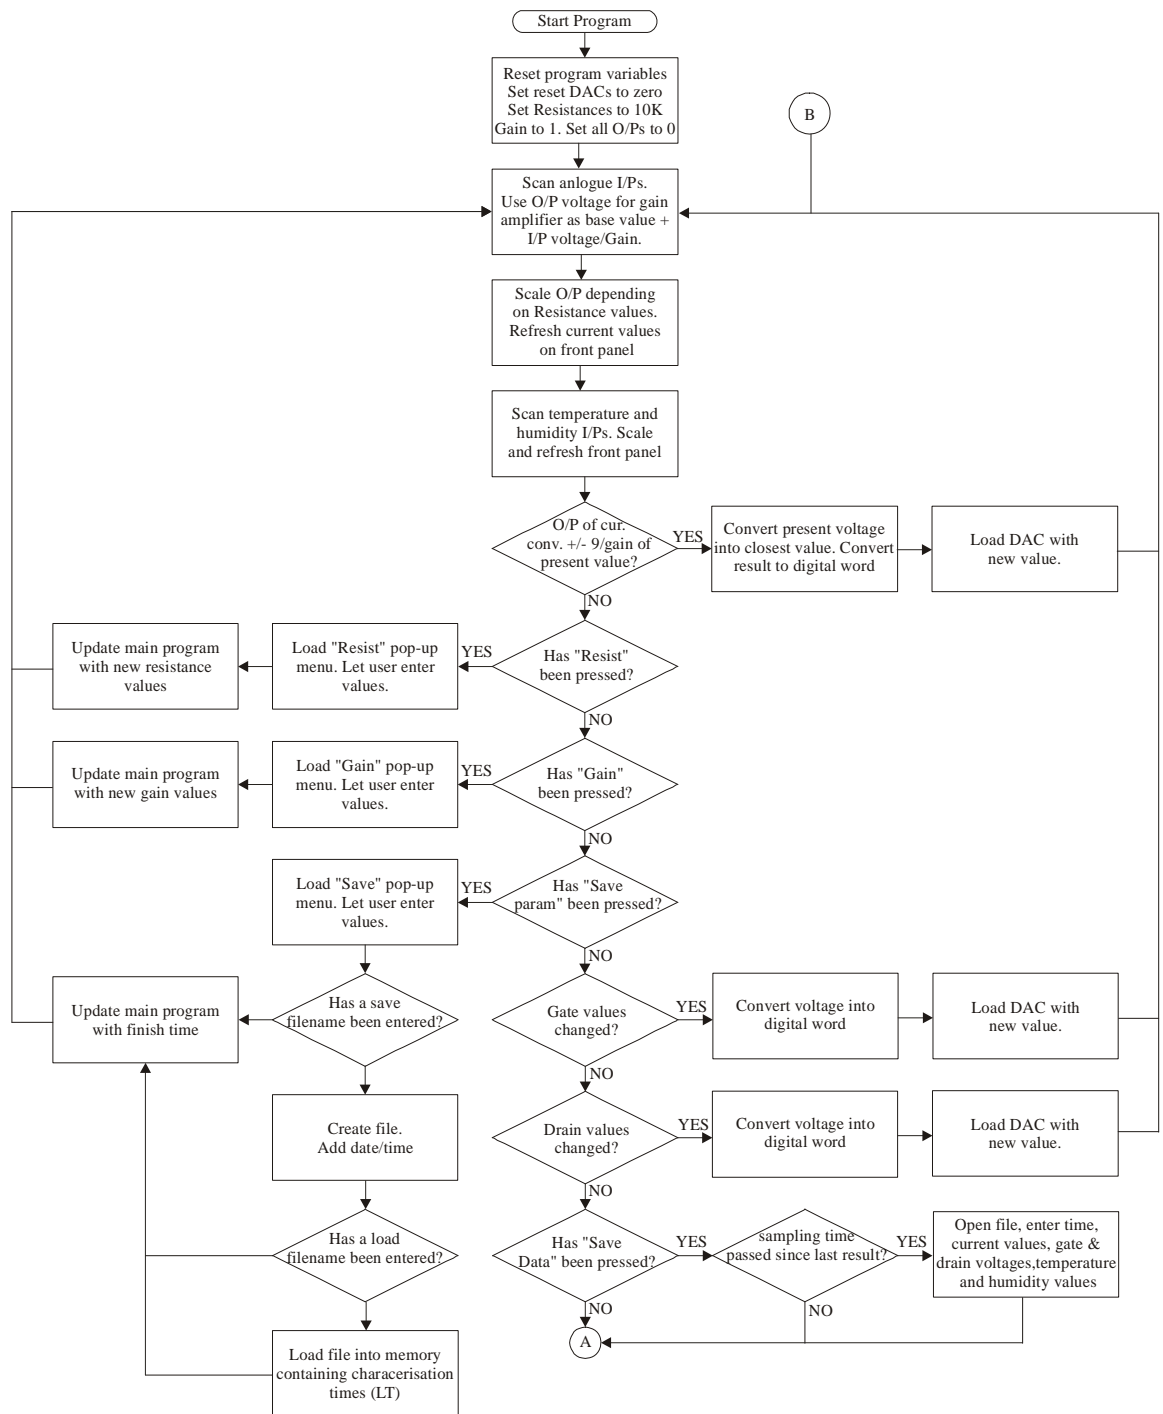 Start Program
Reset program variables
Set reset DACs to zero
Set Resistances to 10K
Gain to 1. Set all O/Ps to 0
B
Scan anlogue I/Ps.
Use O/P voltage for gain
amplifier as base value +
I/P voltage/Gain.
Scale O/P depending
on Resistance values.
Refresh current values
on front panel
Scan temperature and
humidity I/Ps. Scale
and refresh front panel
O/P of cur.
conv. +/- 9/gain of
present value?
YES
Convert present voltage
into closest value. Convert
result to digital word
Load DAC with
new value.
NO
Has "Resist"
been pressed?
YES
Load "Resist" pop-up
menu. Let user enter
values.
Update main program
with new resistance
values
NO
Has "Gain"
been pressed?
YES
Load "Gain" pop-up
menu. Let user enter
values.
Update main program
with new gain values
NO
Has "Save
param" been pressed?
YES
Load "Save" pop-up
menu. Let user enter
values.
NO
Has a save
filename been entered?
Update main program
with finish time
Gate values
changed?
YES
Convert voltage into
digital word
Load DAC with
new value.
NO
Create file.
Add date/time
Drain values
changed?
YES
Convert voltage into
digital word
Load DAC with
new value.
NO
Has a load
filename been entered?
Has "Save
Data" been pressed?
YES
sampling time
passed since last result?
YES
Open file, enter time,
current values, gate &
drain voltages,temperature
and humidity values
NO
NO
A
Load file into memory
containing characerisation
times (LT)